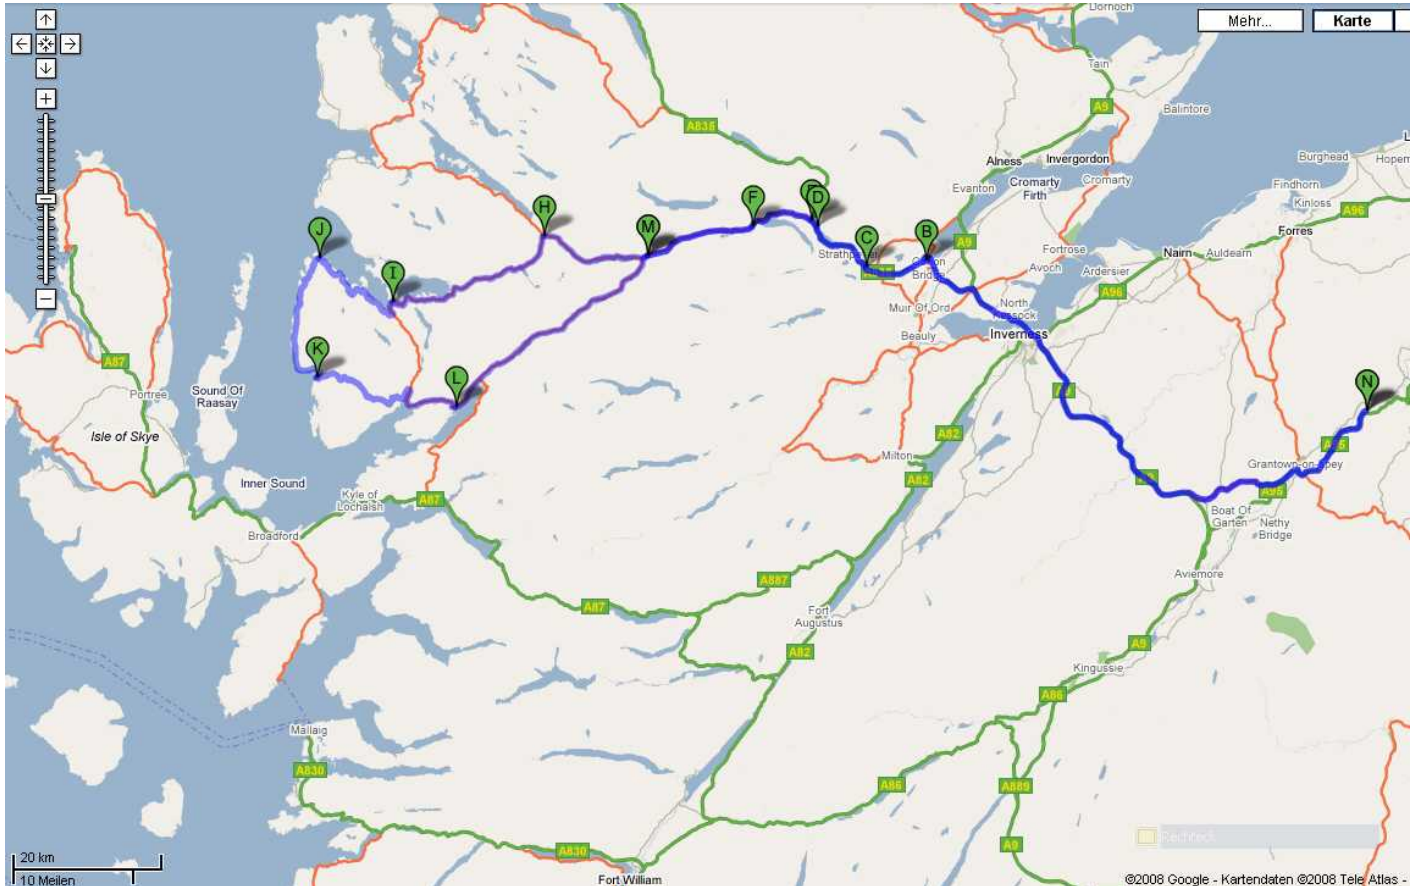 Dornoch
Mehr...
Karte
Tain
A9
Balintore
A835
Alness
Invergordon
Burghead
Hopem
Evanton
Cromarty
Firth
Cromarty
Findhorn
Kinloss
A96
Forres
H
F
D
B
A9
Fortrose
J
M
C
Strathp
Bridge
Avoch
Ardersier
Nairn
Auldearn
I
A96
Muir Of Ord
North
Kessock
Beauly
Inverness
K
A87
Portree
Sound Of
Raasay
L
N
Isle of Skye
A82
Milton
A82
Grantown-on-Spey
A95
Inner Sound
Kyle of
Lochalsh
A87
Boat Of
Garten
Nethy
Bridge
Broadford
Aviemore
A887
A87
Fort
Augustus
A82
A9
Kingussie
A86
Mallaig
A830
A86
A889
A9
A830
Fort William
Rechteck
20 km
10 Meilen
©2008 Google - Kartendaten ©2008 Tele Atlas -